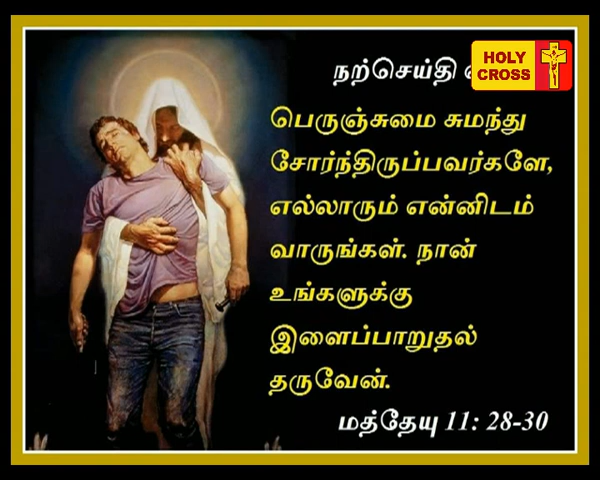 நற்செய்தி
HOLY
CROSS
பெருஞ்சுமை சுமந்து
சோர்ந்திருப்பவர்களே,
எல்லாரும் என்னிடம்
வாருங்கள். நான்
உங்களுக்கு
இளைப்பாறுதல்
தருவேன்.
மத்தேயு 11: 28-30